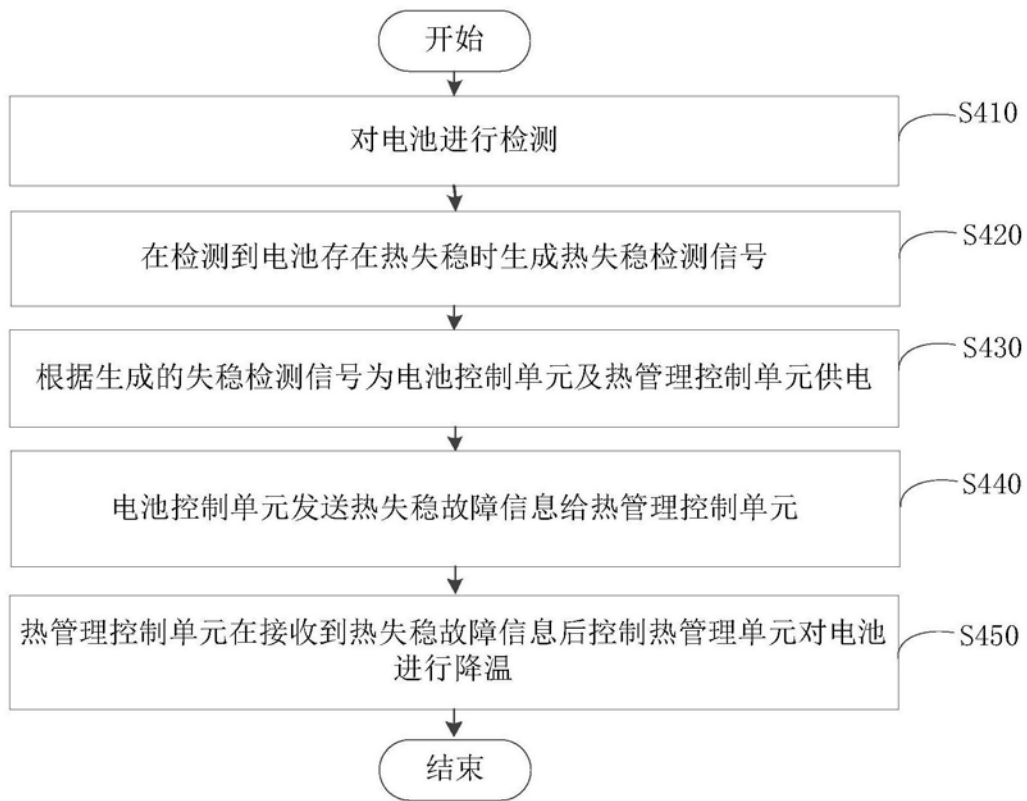 开始
对电池进行检测
S410
在检测到电池存在热失稳时生成热失稳检测信号
S420
根据生成的失稳检测信号为电池控制单元及热管理控制单元供电
S430
电池控制单元发送热失稳故障信息给热管理控制单元
S440
热管理控制单元在接收到热失稳故障信息后控制热管理单元对电池
进行降温
S450
结束